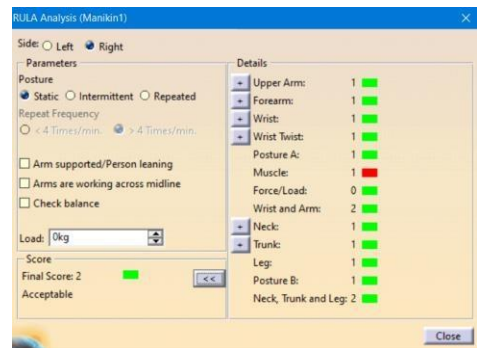 RULA Analysis (Manikin1)
Side: Left Right
Parameters
Posture
Static Intermittent Repeated
Repeat Frequency
< 4 Times/min. > 4 Times/min.
Arm supported/Person leaning
Arms are working across midline
Check balance
Load: 0kg
Score
Final Score: 2
<<
Acceptable
Details
+ Upper Arm: 1
+ Forearm: 1
+ Wrist: 1
+ Wrist Twist: 1
Posture A: 1
Muscle: 1
Force/Load: 0
Wrist and Arm: 2
+ Neck: 1
+ Trunk: 1
Leg: 1
Posture B: 1
Neck, Trunk and Leg: 2
Close